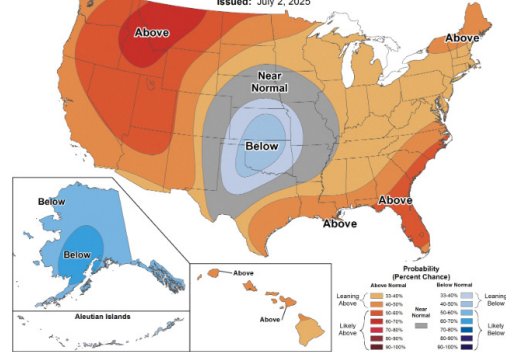 Issued: July 2, 2025
Above
Above
Near
Normal
Below
Above
Above
Below
Below
Aleutian Islands
Above
Above
Probability
(Percent Chance)
Above Normal
Below Normal
Leaning
Above
33-40%
40-50%
50-60%
60-70%
70-80%
80-90%
90-100%
Likely
Above
Near
Normal
33-40%
40-50%
50-60%
60-70%
70-80%
80-90%
90-100%
Leaning
Below
Likely
Below